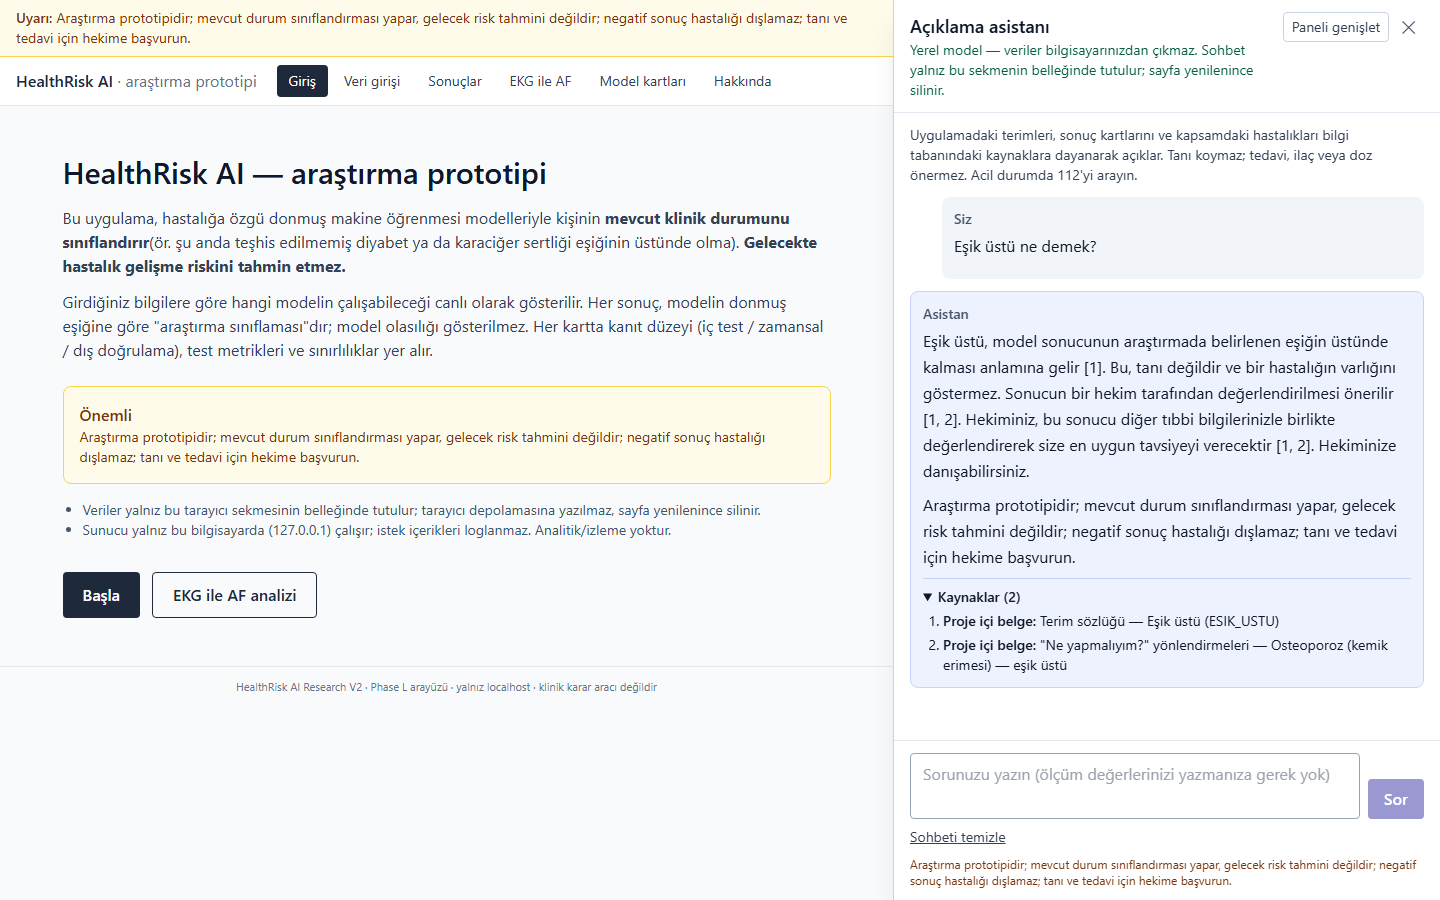 Uyarı: Araştırma prototipidir; mevcut durum sınıflandırması yapar, gelecek risk tahmini değildir; negatif sonuç hastalığı dışlamaz; tanı ve
tedavi için hekime başvurun.
HealthRisk AI · araştırma prototipi
Giriş
Veri girişi
Sonuçlar
EKG ile AF
Model kartları
Hakkında
HealthRisk AI — araştırma prototipi
Bu uygulama, hastalığa özgü donmuş makine öğrenmesi modelleriyle kişinin mevcut klinik durumunu
sınıflandırır(ör. şu anda teşhis edilmemiş diyabet ya da karaciğer sertliği eşiğinin üstünde olma). Gelecekte
hastalık gelişme riskini tahmin etmez.
Girdiğiniz bilgilere göre hangi modelin çalışabileceği canlı olarak gösterilir. Her sonuç, modelin donmuş
eşiğine göre "araştırma sınıflaması"dır; model olasılığı gösterilmez. Her kartta kanıt düzeyi (iç test / zamansal
/ dış doğrulama), test metrikleri ve sınırlılıklar yer alır.
Önemli
Araştırma prototipidir; mevcut durum sınıflandırması yapar, gelecek risk tahmini değildir; negatif sonuç hastalığı
dışlamaz; tanı ve tedavi için hekime başvurun.
• Veriler yalnız bu tarayıcı sekmesinin belleğinde tutulur; tarayıcı depolamasına yazılmaz, sayfa yenilenince silinir.
• Sunucu yalnız bu bilgisayarda (127.0.0.1) çalışır; istek içerikleri loglanmaz. Analitik/izleme yoktur.
Başla
EKG ile AF analizi
HealthRisk AI Research V2 · Phase L arayüzü · yalnız localhost · klinik karar aracı değildir
Açıklama asistanı
Paneli genişlet
Yerel model — veriler bilgisayarınızdan çıkmaz. Sohbet
yalnız bu sekmenin belleğinde tutulur; sayfa yenilenince
silinir.
Uygulamadaki terimleri, sonuç kartlarını ve kapsamdaki hastalıkları bilgi
tabanındaki kaynaklara dayanarak açıklar. Tanı koymaz; tedavi, ilaç veya doz
önermez. Acil durumda 112'yi arayın.
Siz
Eşik üstü ne demek?
Asistan
Eşik üstü, model sonucunun araştırmada belirlenen eşiğin üstünde
kalması anlamına gelir [1]. Bu, tanı değildir ve bir hastalığın varlığını
göstermez. Sonucun bir hekim tarafından değerlendirilmesi önerilir
[1, 2]. Hekiminiz, bu sonucu diğer tıbbi bilgilerinizle birlikte
değerlendirerek size en uygun tavsiyeyi verecektir [1, 2]. Hekiminize
danışabilirsiniz.
Araştırma prototipidir; mevcut durum sınıflandırması yapar, gelecek
risk tahmini değildir; negatif sonuç hastalığı dışlamaz; tanı ve tedavi
için hekime başvurun.
▼ Kaynaklar (2)
1. Proje içi belge: Terim sözlüğü — Eşik üstü (ESIK_USTU)
2. Proje içi belge: "Ne yapmalıyım?" yönlendirmeleri — Osteoporoz (kemik
erimesi) — eşik üstü
Sorunuzu yazın (ölçüm değerlerinizi yazmanıza gerek yok)
Sor
Sohbeti temizle
Araştırma prototipidir; mevcut durum sınıflandırması yapar, gelecek risk tahmini değildir; negatif
sonuç hastalığı dışlamaz; tanı ve tedavi için hekime başvurun.